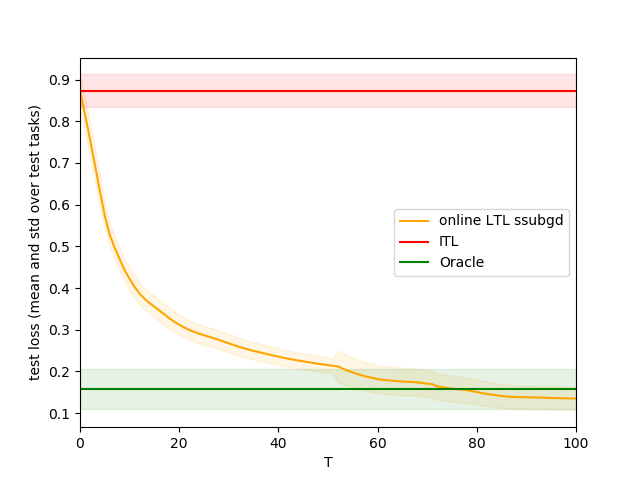 test loss (mean and std over test tasks)
0.9
0.8
0.7
0.6
0.5
0.4
0.3
0.2
0.1
online LTL ssubgd
ITL
Oracle
0 20 40 60 80 100
T